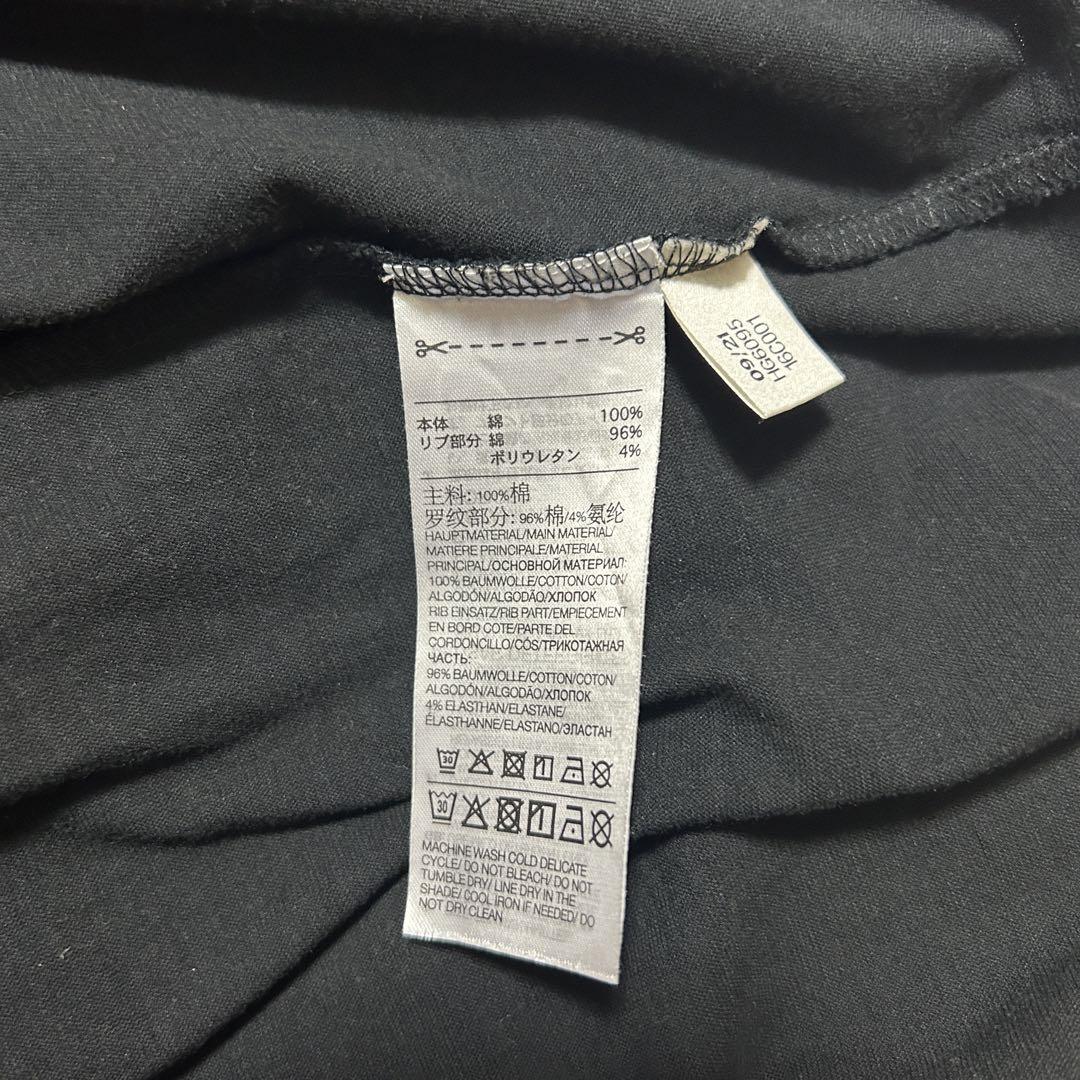 本体 綿 100%
リブ部分 綿 96%
ポリウレタン 4%
主料: 100%棉
罗纹部分: 96%棉/4%氨纶
HAUPTMATERIAL/MAIN MATERIAL/
MATIERE PRINCIPALE/MATERIAL
PRINCIPAL/ОСНОВНОЙ МАТЕРИАЛ:
100% BAUMWOLLE/COTTON/COTON/
ALGODÓN/ALGODÃO/ХЛОПОК
RIB EINSATZ/RIB PART/EMPIECEMENT
EN BORD COTE/PARTE DEL
CORDONCILLO/CÓS/ТРИКОТАЖНАЯ
ЧАСТЬ:
96% BAUMWOLLE/COTTON/COTON/
ALGODÓN/ALGODÃO/ХЛОПОК
4% ELASTHAN/ELASTANE/
ÉLASTHANNE/ELASTANO/ЭЛАСТАН
30
30
MACHINE WASH COLD DELICATE
CYCLE/ DO NOT BLEACH/ DO NOT
TUMBLE DRY/ LINE DRY IN THE
SHADE/ COOL IRON IF NEEDED/ DO
NOT DRY CLEAN
09/21
HG6095
16C001